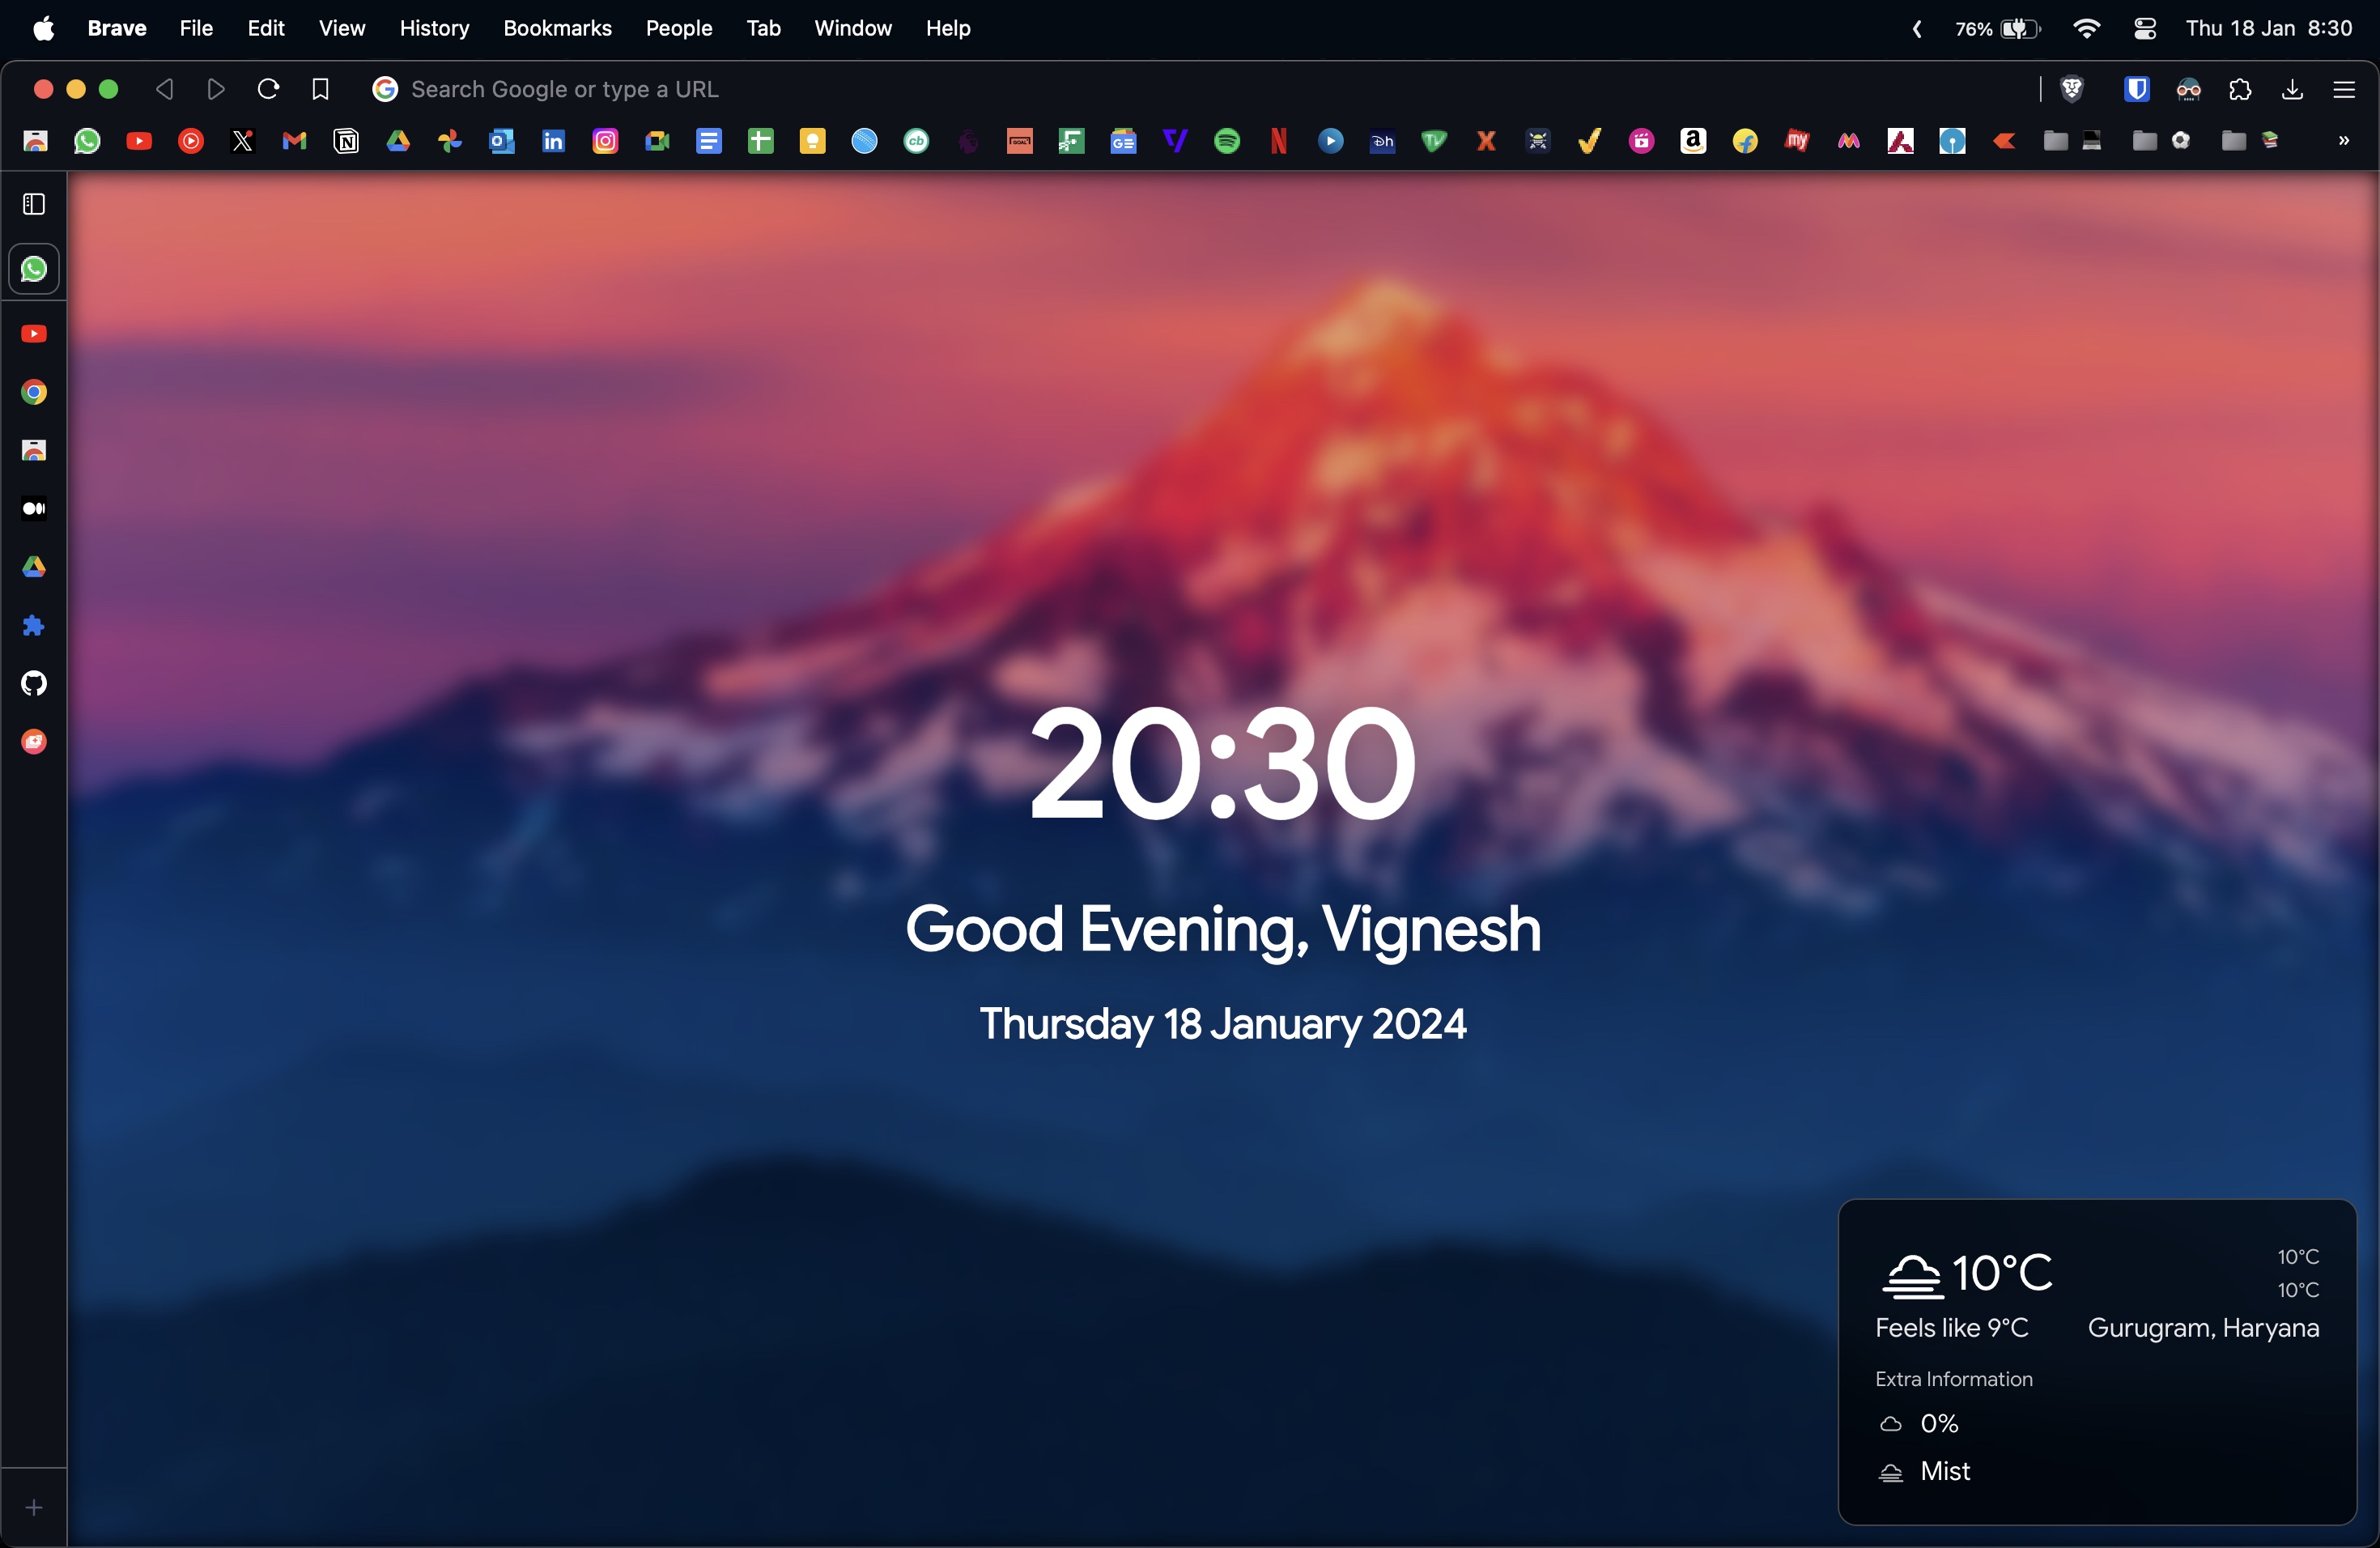 Brave File Edit View History Bookmarks People Tab Window Help 76% Thu 18 Jan 8:30
Search Google or type a URL
20:30
Good Evening, Vignesh
Thursday 18 January 2024
10°C
10°C
10°C
Feels like 9°C Gurugram, Haryana
Extra Information
0%
Mist